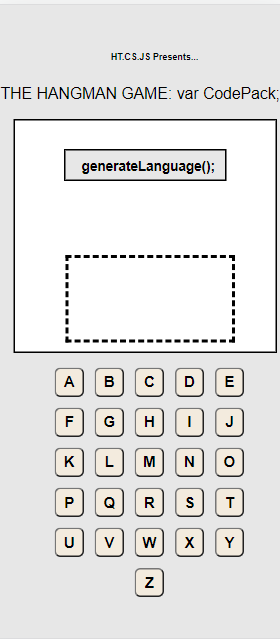 HT.CS.JS Presents...
THE HANGMAN GAME: var CodePack;
generateLanguage();
A B C D E
F G H I J
K L M N O
P Q R S T
U V W X Y
Z